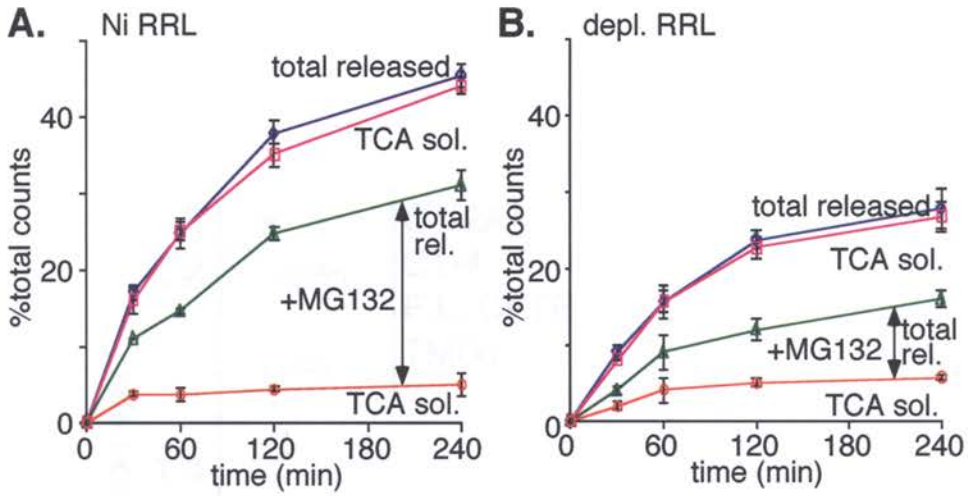 A. Ni RRL
%total counts
40
20
0
total released
TCA sol.
total
rel.
+MG132
TCA sol.
0 60 120 180 240
time (min)
B. depl. RRL
%total counts
40
20
0
total released
TCA sol.
+MG132
total
rel.
TCA sol.
0 60 120 180 240
time (min)